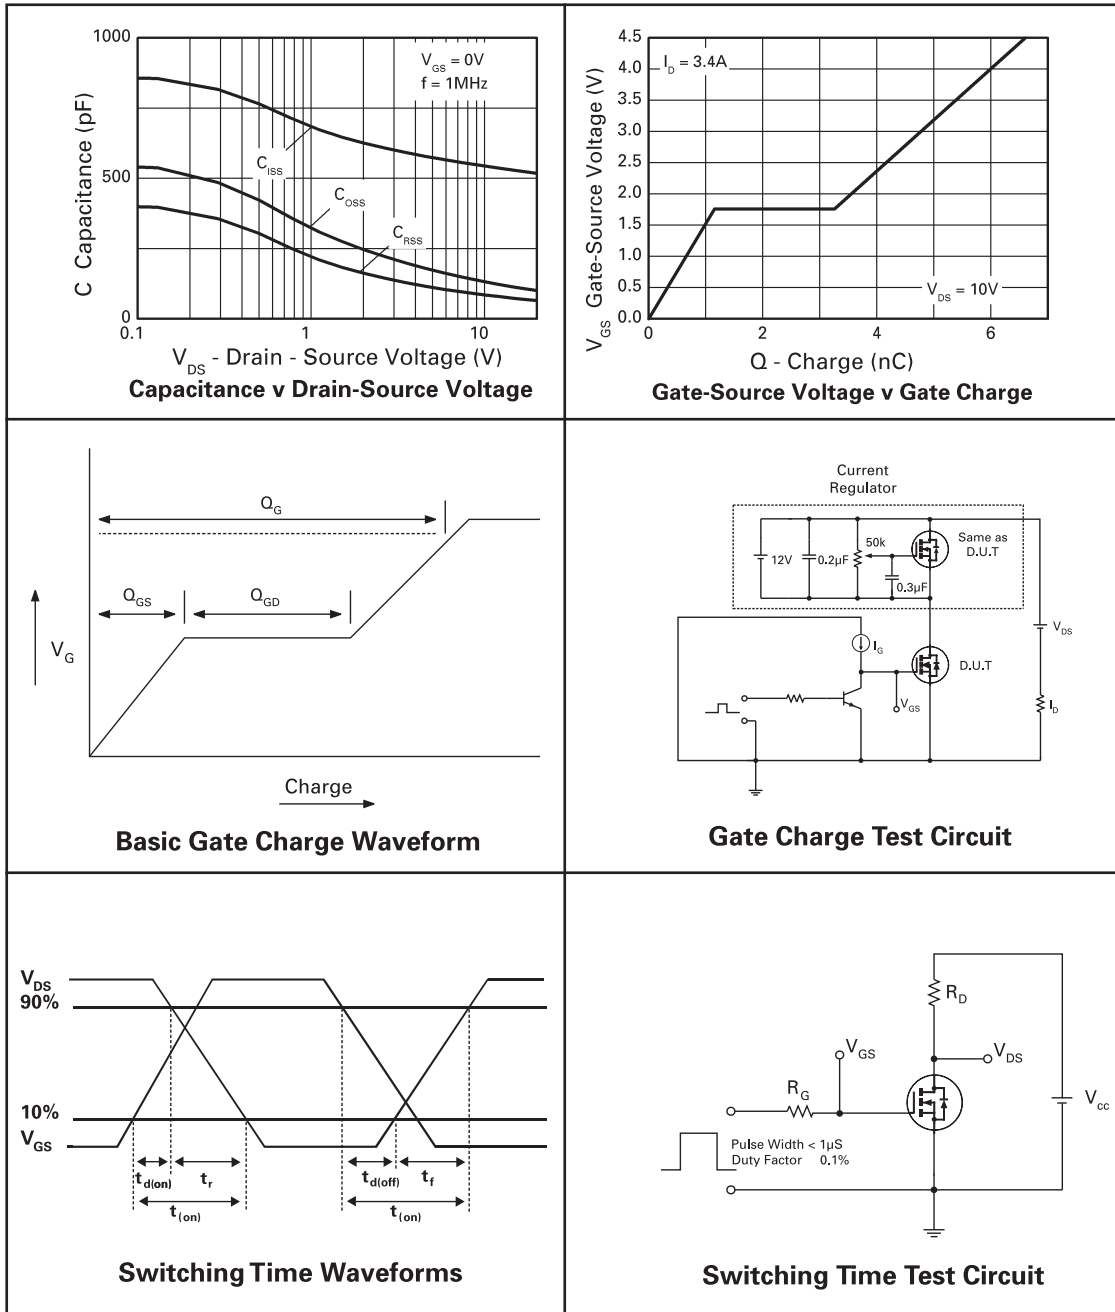 1000
500
0
0.1
1
10
V_GS = 0V
f = 1MHz
C_ISS
C_OSS
C_RSS
C Capacitance (pF)
V_DS - Drain - Source Voltage (V)
Capacitance v Drain-Source Voltage
4.5
4.0
3.5
3.0
2.5
2.0
1.5
1.0
0.5
0.0
0
2
4
6
I_D = 3.4A
V_DS = 10V
V_GS Gate-Source Voltage (V)
Q - Charge (nC)
Gate-Source Voltage v Gate Charge
Q_G
Q_GS
Q_GD
V_G
Charge
Basic Gate Charge Waveform
Current
Regulator
12V
0.2µF
50k
0.3µF
Same as
D.U.T
V_DS
I_G
D.U.T
V_GS
I_D
Gate Charge Test Circuit
V_DS
90%
10%
V_GS
t_d(on)
t_r
t_(on)
t_d(off)
t_f
t_(on)
Switching Time Waveforms
R_D
V_GS
V_DS
R_G
V_cc
Pulse Width < 1µS
Duty Factor 0.1%
Switching Time Test Circuit